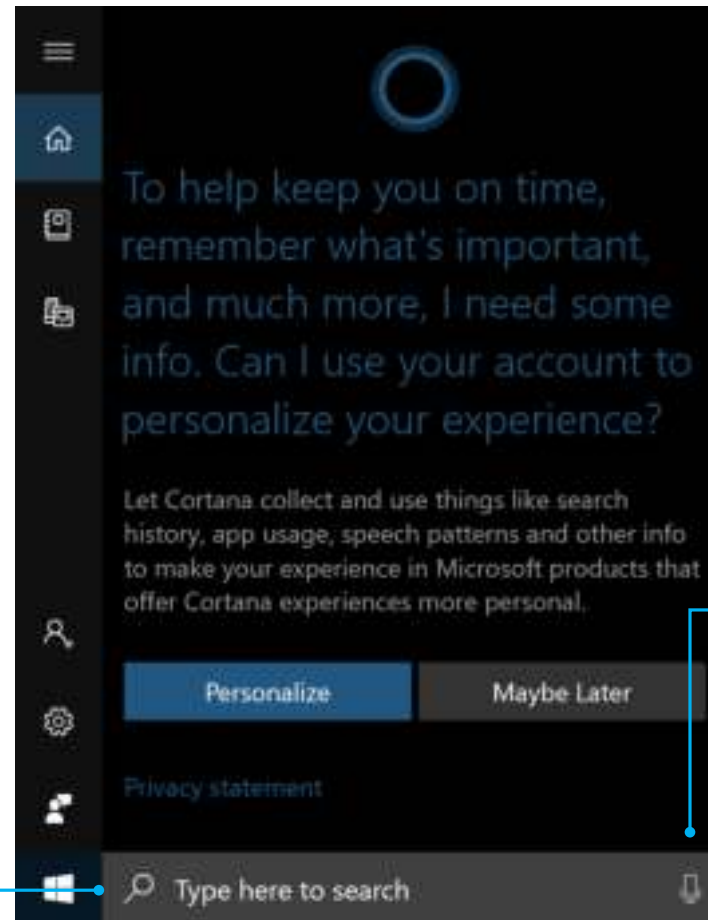 To help keep you on time,
remember what's important,
and much more, I need some
info. Can I use your account to
personalize your experience?
Let Cortana collect and use things like search
history, app usage, speech patterns and other info
to make your experience in Microsoft products that
offer Cortana experiences more personal.
Personalize
Maybe Later
Privacy statement
Type here to search